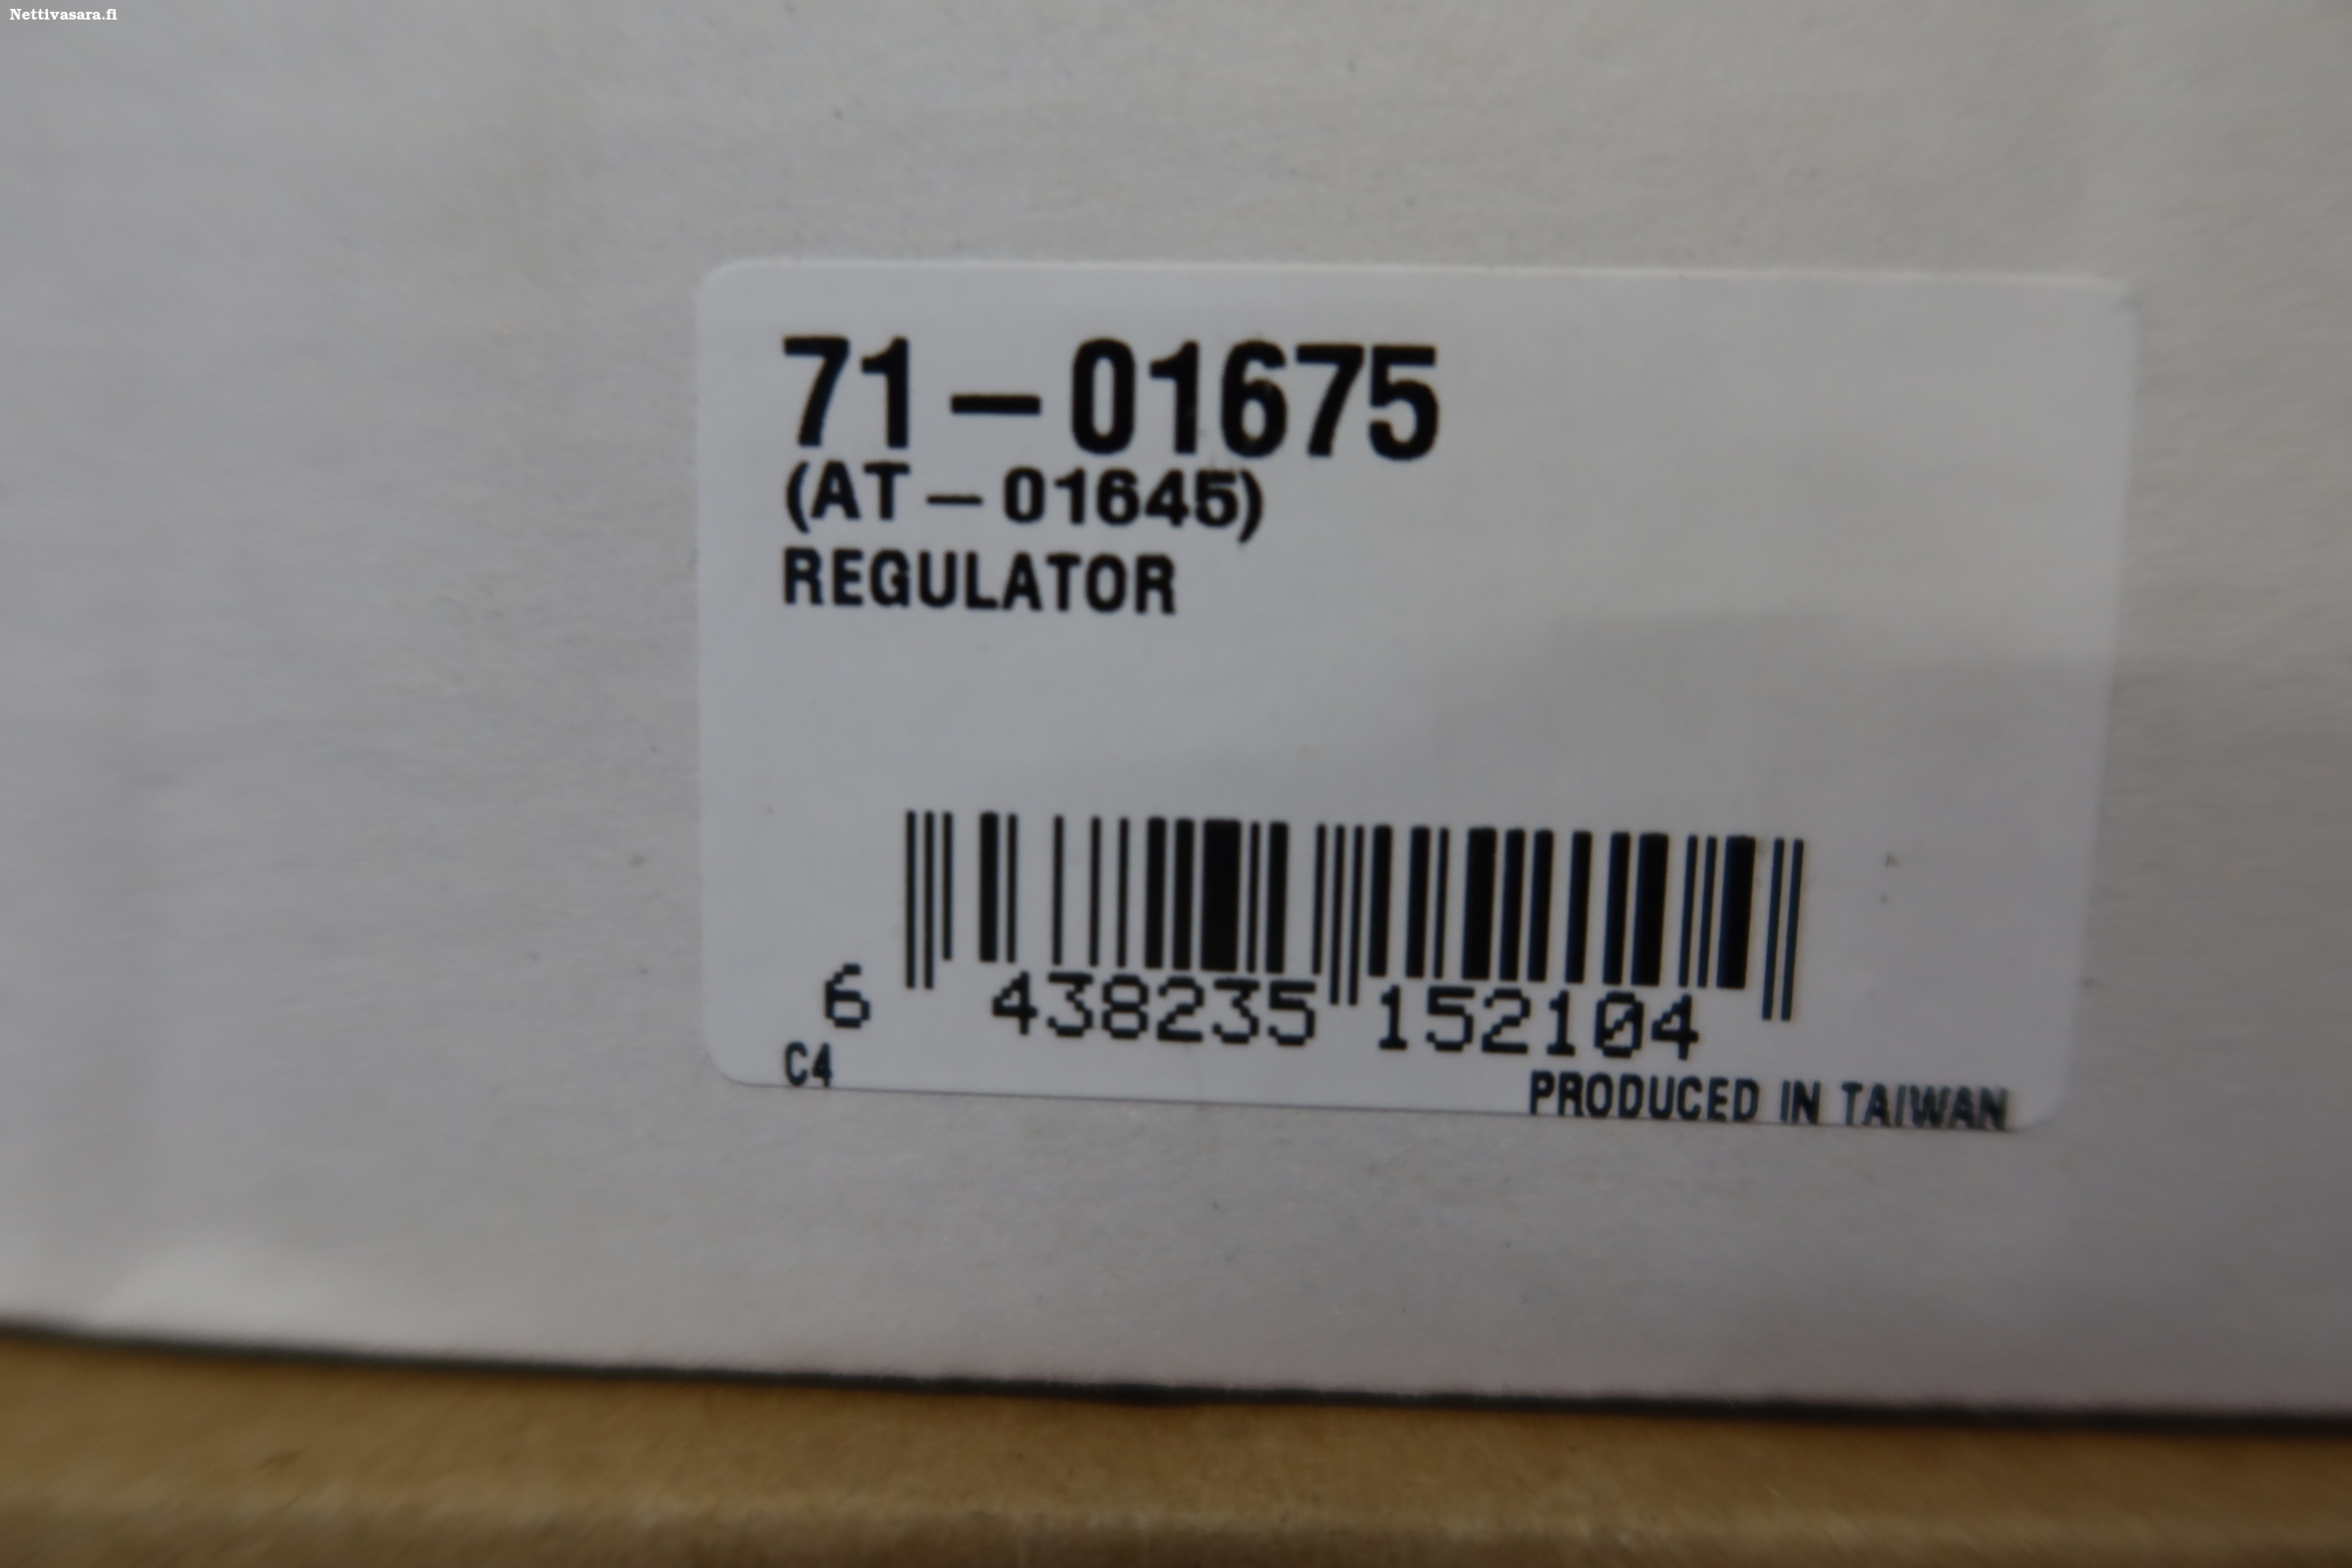 Nettivasara.fi
71-01675
(AT-01645)
REGULATOR
6 438235 152104
C4
PRODUCED IN TAIWAN